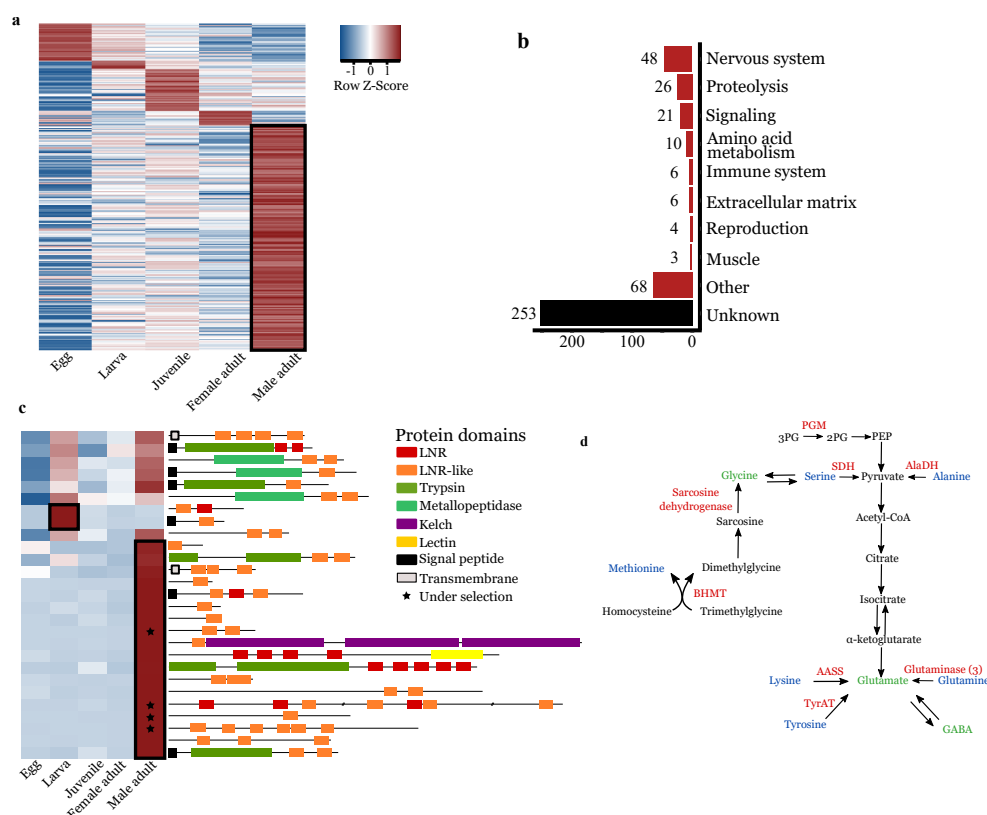 a
-1 0 1
Row Z-Score
Egg
Larva
Juvenile
Female adult
Male adult
b
48 Nervous system
26 Proteolysis
21 Signaling
10 Amino acid
metabolism
6 Immune system
6 Extracellular matrix
4 Reproduction
3 Muscle
68 Other
253 Unknown
200 100 0
c
Egg
Larva
Juvenile
Female adult
Male adult
Protein domains
LNR
LNR-like
Trypsin
Metallopeptidase
Kelch
Lectin
Signal peptide
Transmembrane
Under selection
d
PGM
3PG 2PG PEP
Glycine Serine SDH Pyruvate AlaDH Alanine
Sarcosine
dehydrogenase
Sarcosine
Acetyl-CoA
Citrate
Methionine Dimethylglycine
BHMT
Homocysteine Trimethylglycine
Isocitrate
α-ketoglutarate
Lysine AASS Glutamate Glutaminase (3) Glutamine
TyrAT
Tyrosine
GABA